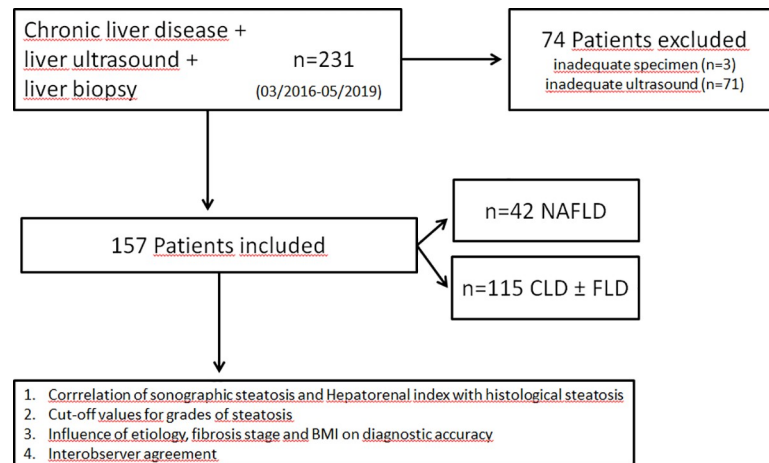 Chronic liver disease +
liver ultrasound +
liver biopsy
n=231
(03/2016-05/2019)
74 Patients excluded
inadequate specimen (n=3)
inadequate ultrasound (n=71)
157 Patients included
n=42 NAFLD
n=115 CLD ± FLD
1. Corrrelation of sonographic steatosis and Hepatorenal index with histological steatosis
2. Cut-off values for grades of steatosis
3. Influence of etiology, fibrosis stage and BMI on diagnostic accuracy
4. Interobserver agreement